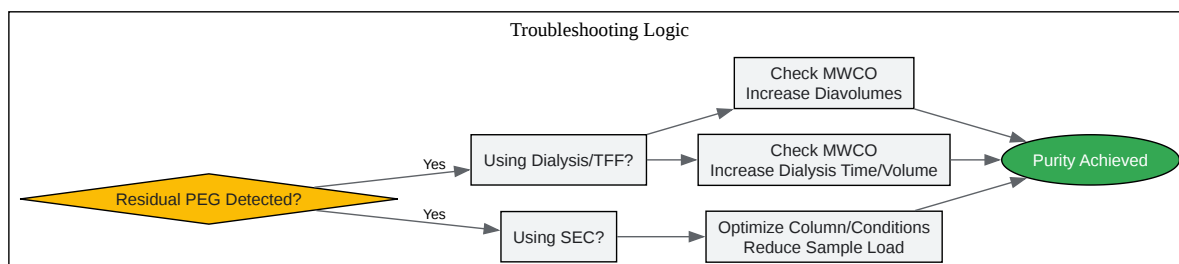 Troubleshooting Logic
Check MWCO
Increase Diavolumes
Yes
Using Dialysis/TFF?
Check MWCO
Increase Dialysis Time/Volume
Purity Achieved
Residual PEG Detected?
Yes
Using SEC?
Optimize Column/Conditions
Reduce Sample Load